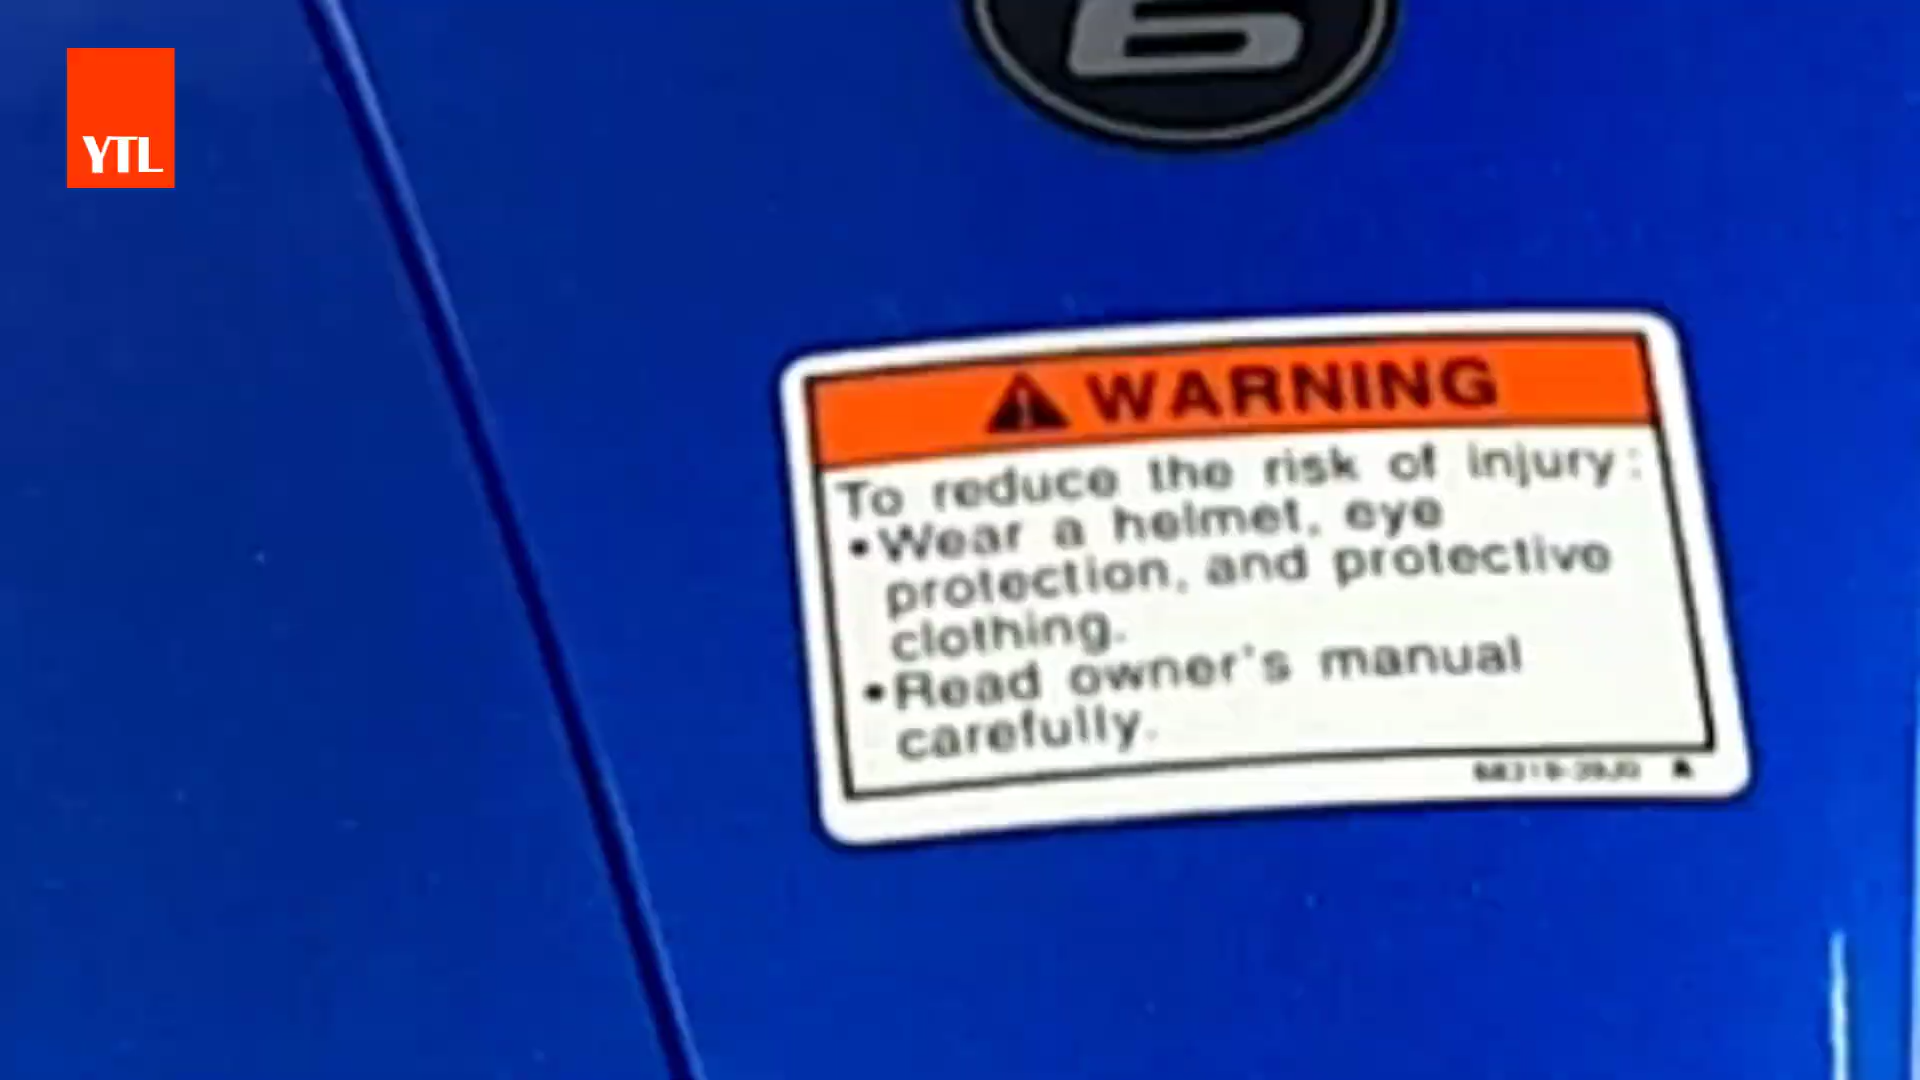 YTL
6
⚠ WARNING
To reduce the risk of injury:
•Wear a helmet, eye
protection, and protective
clothing.
•Read owner's manual
carefully.